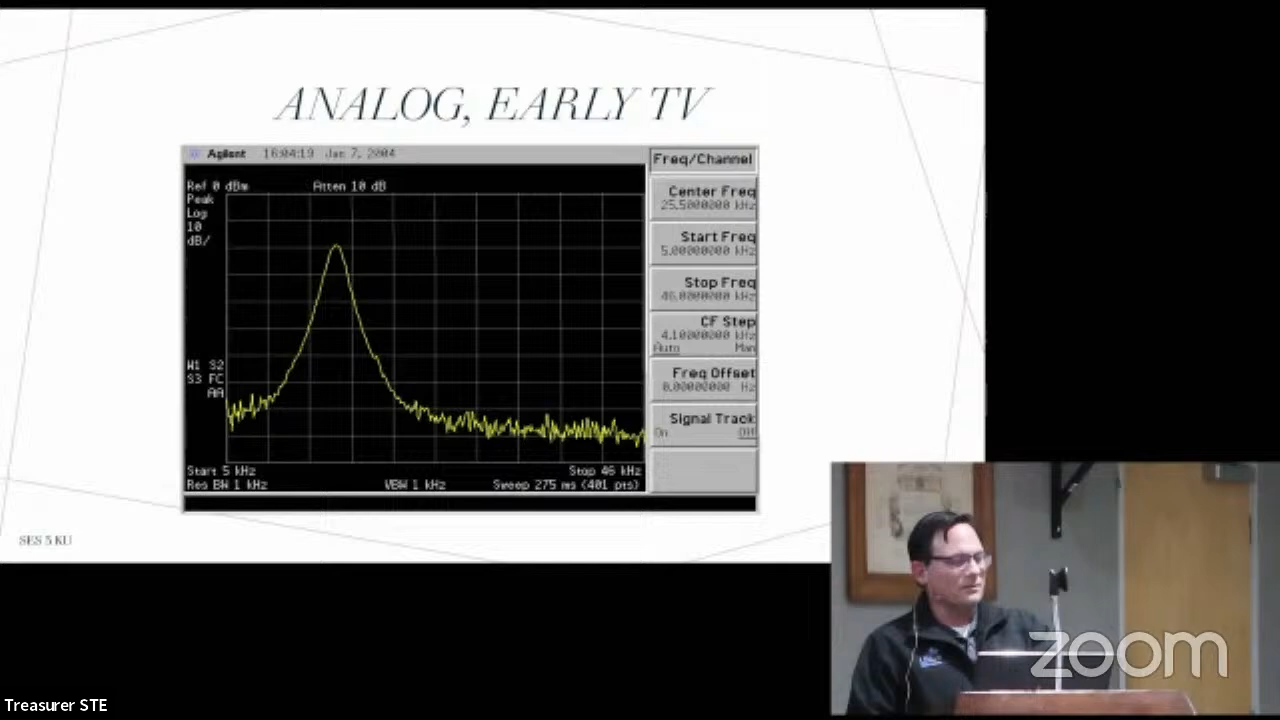 ANALOG, EARLY TV
Agilent 16:04:19 Jan 7, 2004
Freq/Channel
Ref 0 dBm Atten 10 dB
Peak
Log
10
dB/
Center Freq
25.5000000 kHz
Start Freq
5.00000000 kHz
Stop Freq
46.0000000 kHz
CF Step
4.10000000 kHz
Auto Man
Freq Offset
0.00000000 Hz
Signal Track
On Off
W1 S2
S3 FC
AA
Start 5 kHz Stop 46 kHz
Res BW 1 kHz VBW 1 kHz Sweep 275 ms (401 pts)
SES 5 KU
zoom
Treasurer STE